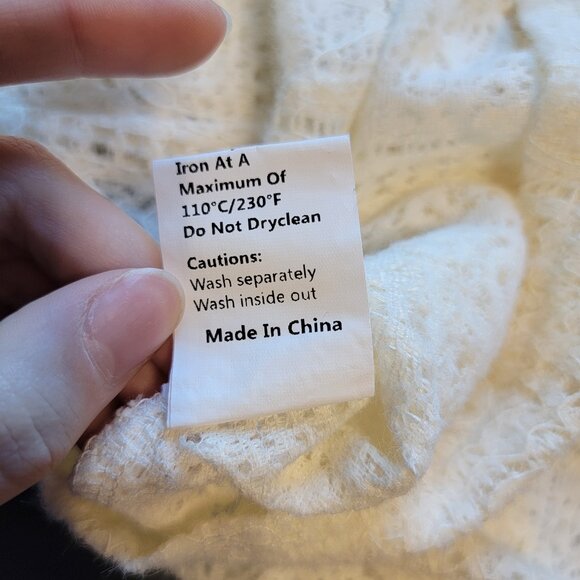 Iron At A
Maximum Of
110°C/230°F
Do Not Dryclean
Cautions:
Wash separately
Wash inside out
Made In China